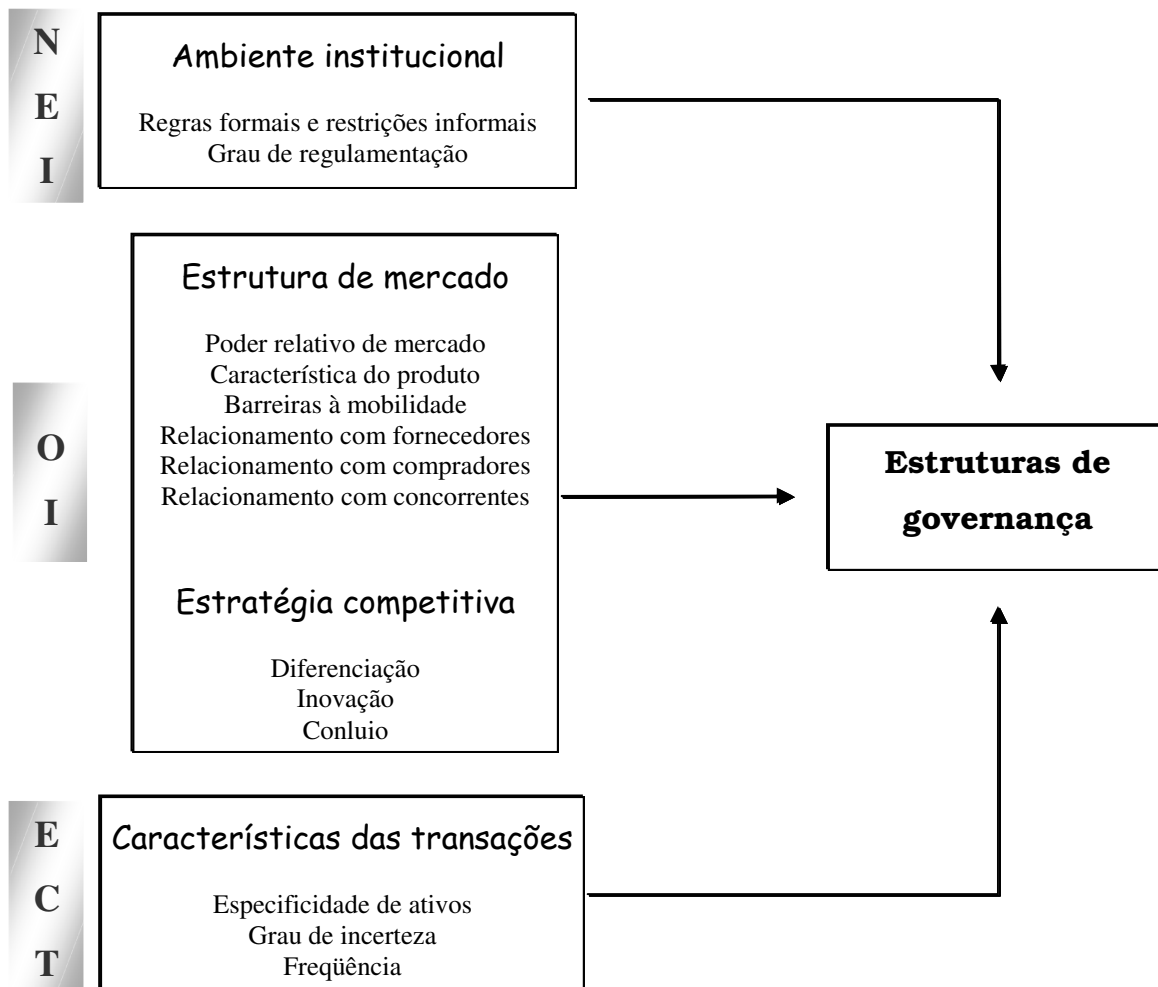 N
E
I
Ambiente institucional
Regras formais e restrições informais
Grau de regulamentação
O
I
Estrutura de mercado
Poder relativo de mercado
Característica do produto
Barreiras à mobilidade
Relacionamento com fornecedores
Relacionamento com compradores
Relacionamento com concorrentes
Estratégia competitiva
Diferenciação
Inovação
Conluio
Estruturas de
governança
E
C
T
Características das transações
Especificidade de ativos
Grau de incerteza
Freqüência